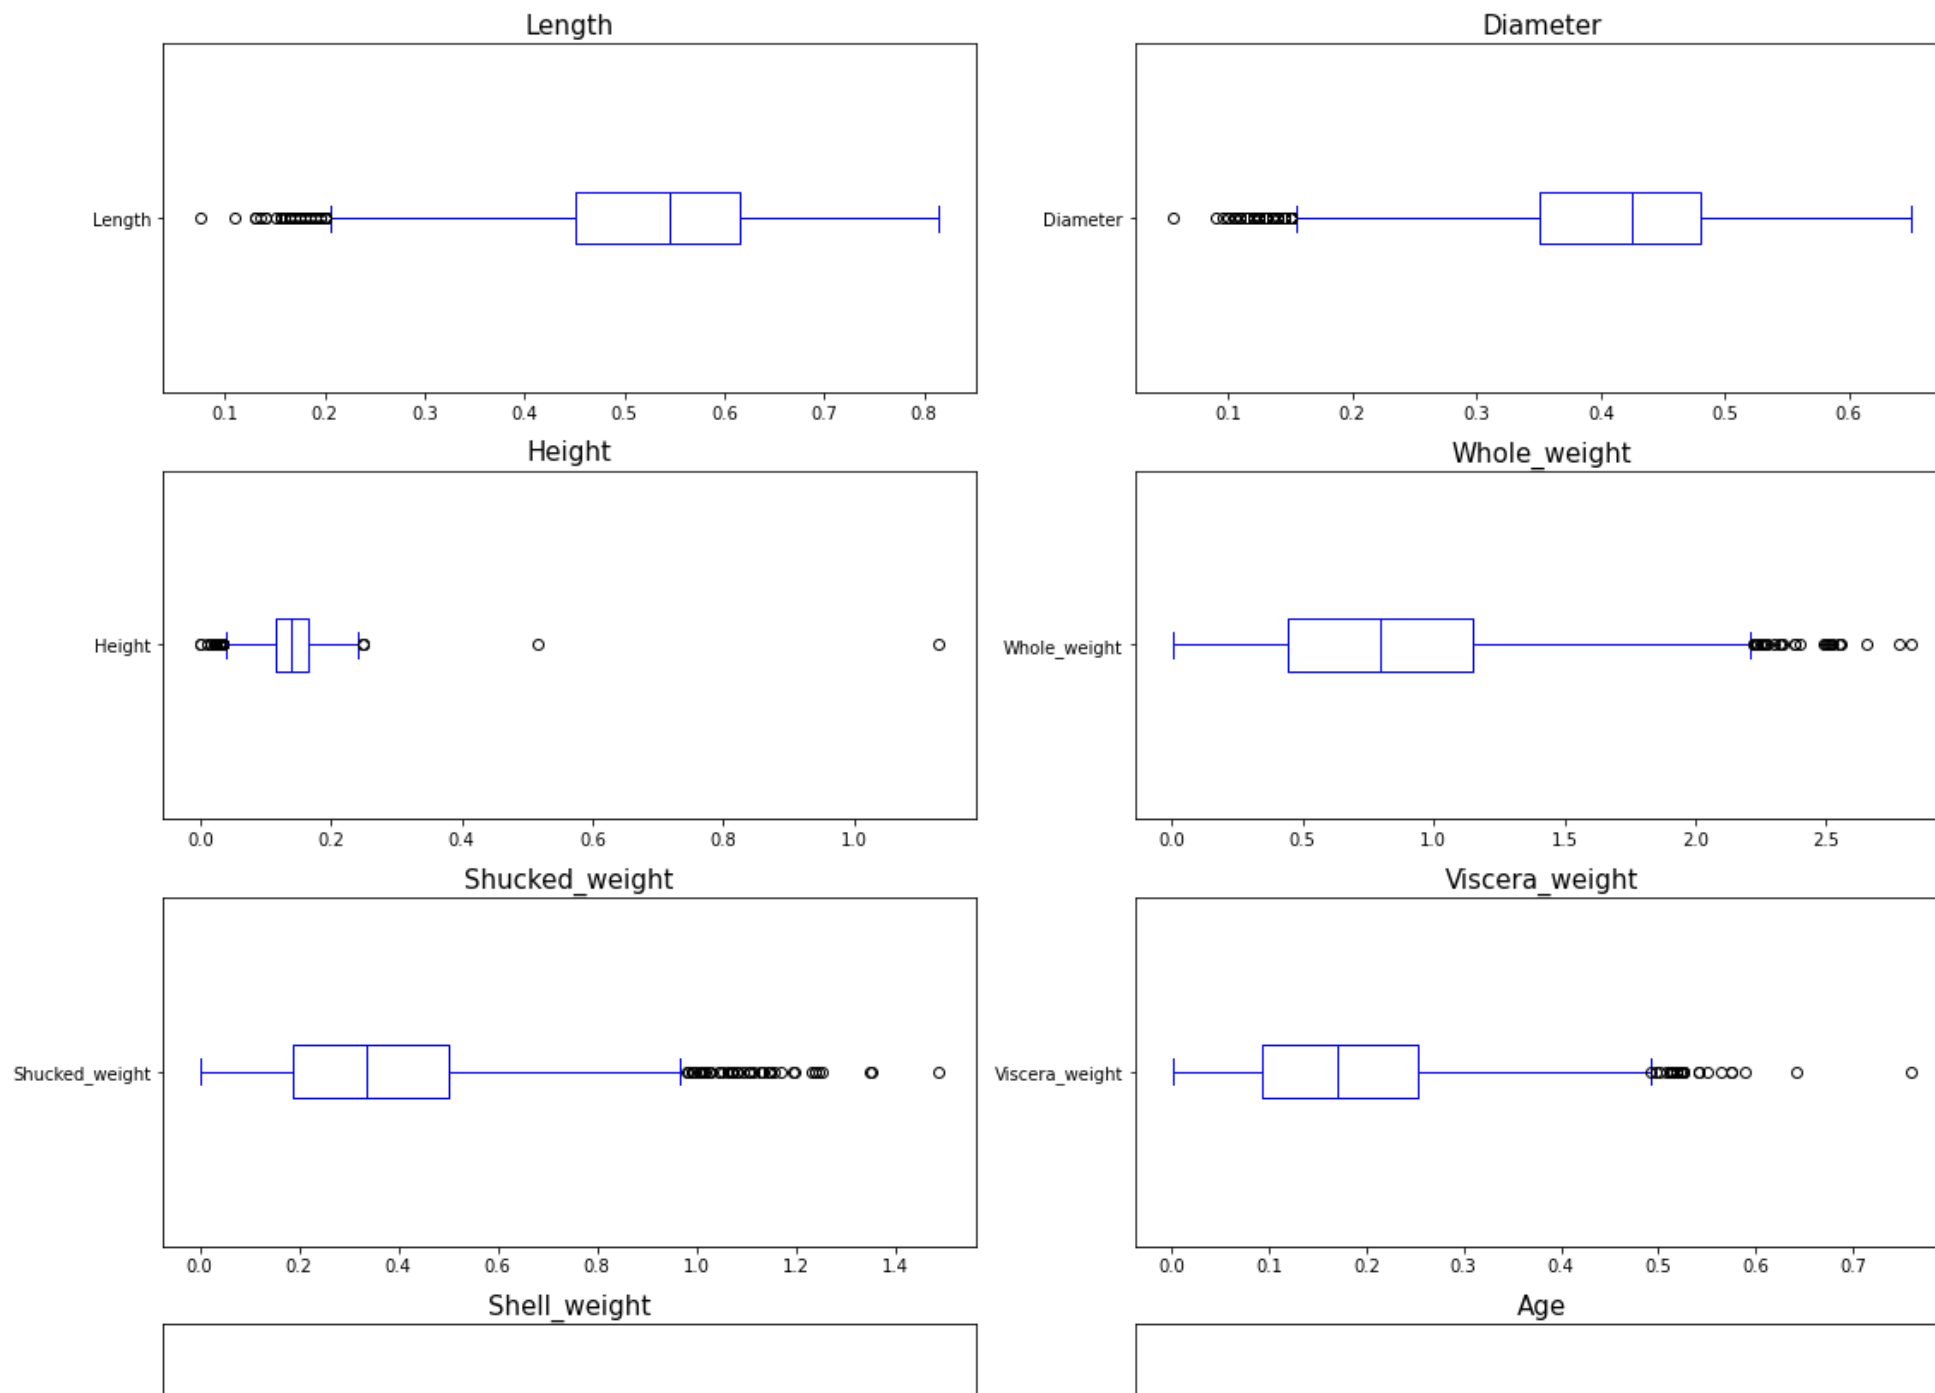 Length
Diameter
Length
Diameter
0.1 0.2 0.3 0.4 0.5 0.6 0.7 0.8
0.1 0.2 0.3 0.4 0.5 0.6
Height
Whole_weight
Height
Whole_weight
0.0 0.2 0.4 0.6 0.8 1.0
0.0 0.5 1.0 1.5 2.0 2.5
Shucked_weight
Viscera_weight
Shucked_weight
Viscera_weight
0.0 0.2 0.4 0.6 0.8 1.0 1.2 1.4
0.0 0.1 0.2 0.3 0.4 0.5 0.6 0.7
Shell_weight
Age